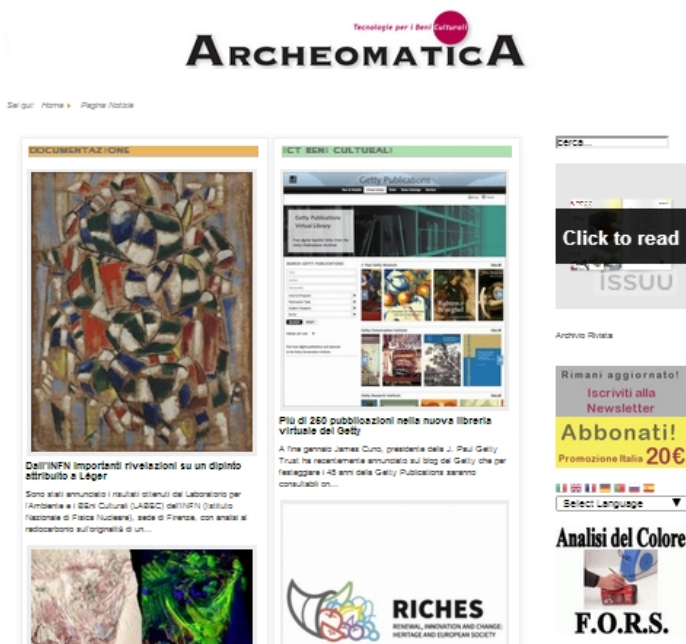 Tecnologie per i Beni Culturali
ARCHEOMATICA
Sei qui: Home Pagine Notizie
DOCUMENTAZIONE
ICT BENI CULTURALI
cerca...
Getty Publications
Getty Publications
Virtual Library
Click to read
issuu
Archivio Rivista
Rimani aggiornato!
Iscriviti alla
Newsletter
Abbonati!
Promozione Italia 20€
Select Language
Analisi del Colore
F.O.R.S.
Dall'INFN importanti rivelazioni su un dipinto
attribuito a Léger
Sono stati annunciato i risultati ottenuti dal Laboratorio per
l'Ambiente e i BEni Culturali (LABEC) dell'INFN (Istituto
Nazionale di Fisica Nucleare), sede di Firenze, con analisi al
radiocarbonio sull'originalità di un...
Più di 250 pubblicazioni nella nuova libreria
virtuale del Getty
A fine gennaio James Cuno, presidente della J. Paul Getty
Trust ha recentemente annunciato sul blog del Getty che per
festeggiare i 45 anni della Getty Publications saranno
consultabili on...
RICHES
RENEWAL, INNOVATION AND CHANGE:
HERITAGE AND EUROPEAN SOCIETY